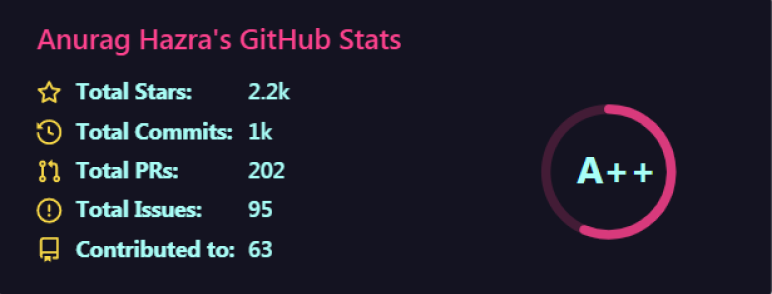 Anurag Hazra's GitHub Stats
Total Stars: 2.2k
Total Commits: 1k
Total PRs: 202
Total Issues: 95
Contributed to: 63
A++